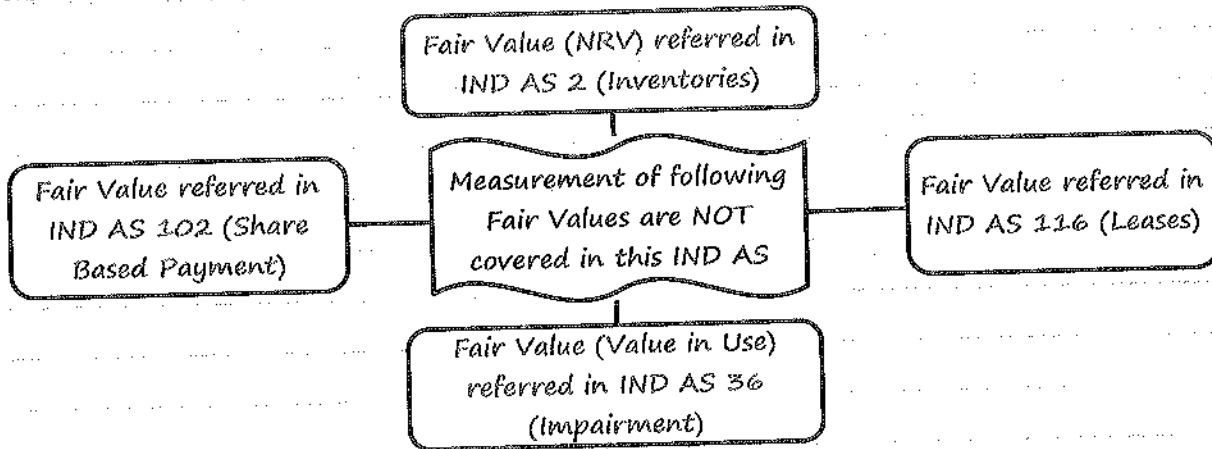 Fair Value (NRV) referred in
IND AS 2 (Inventories)
Fair Value referred in
IND AS 102 (Share
Based Payment)
Measurement of following
Fair Values are NOT
covered in this IND AS
Fair Value referred in
IND AS 116 (Leases)
Fair Value (Value in Use)
referred in IND AS 36
(Impairment)